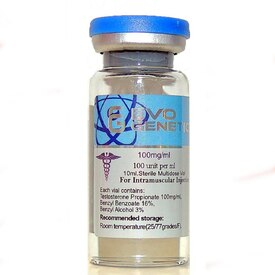 EVO
GENETIC
100mg/ml
100 unit per ml
10ml.Sterile Multidose Vial
For Intramuscular Injection
Each vial contains:
Testosterone Propionate 100mg/ml,
Benzyl Benzoate 16%,
Benzyl Alcohol 3%
Recommended storage:
Room temperature(25/77grades/F).